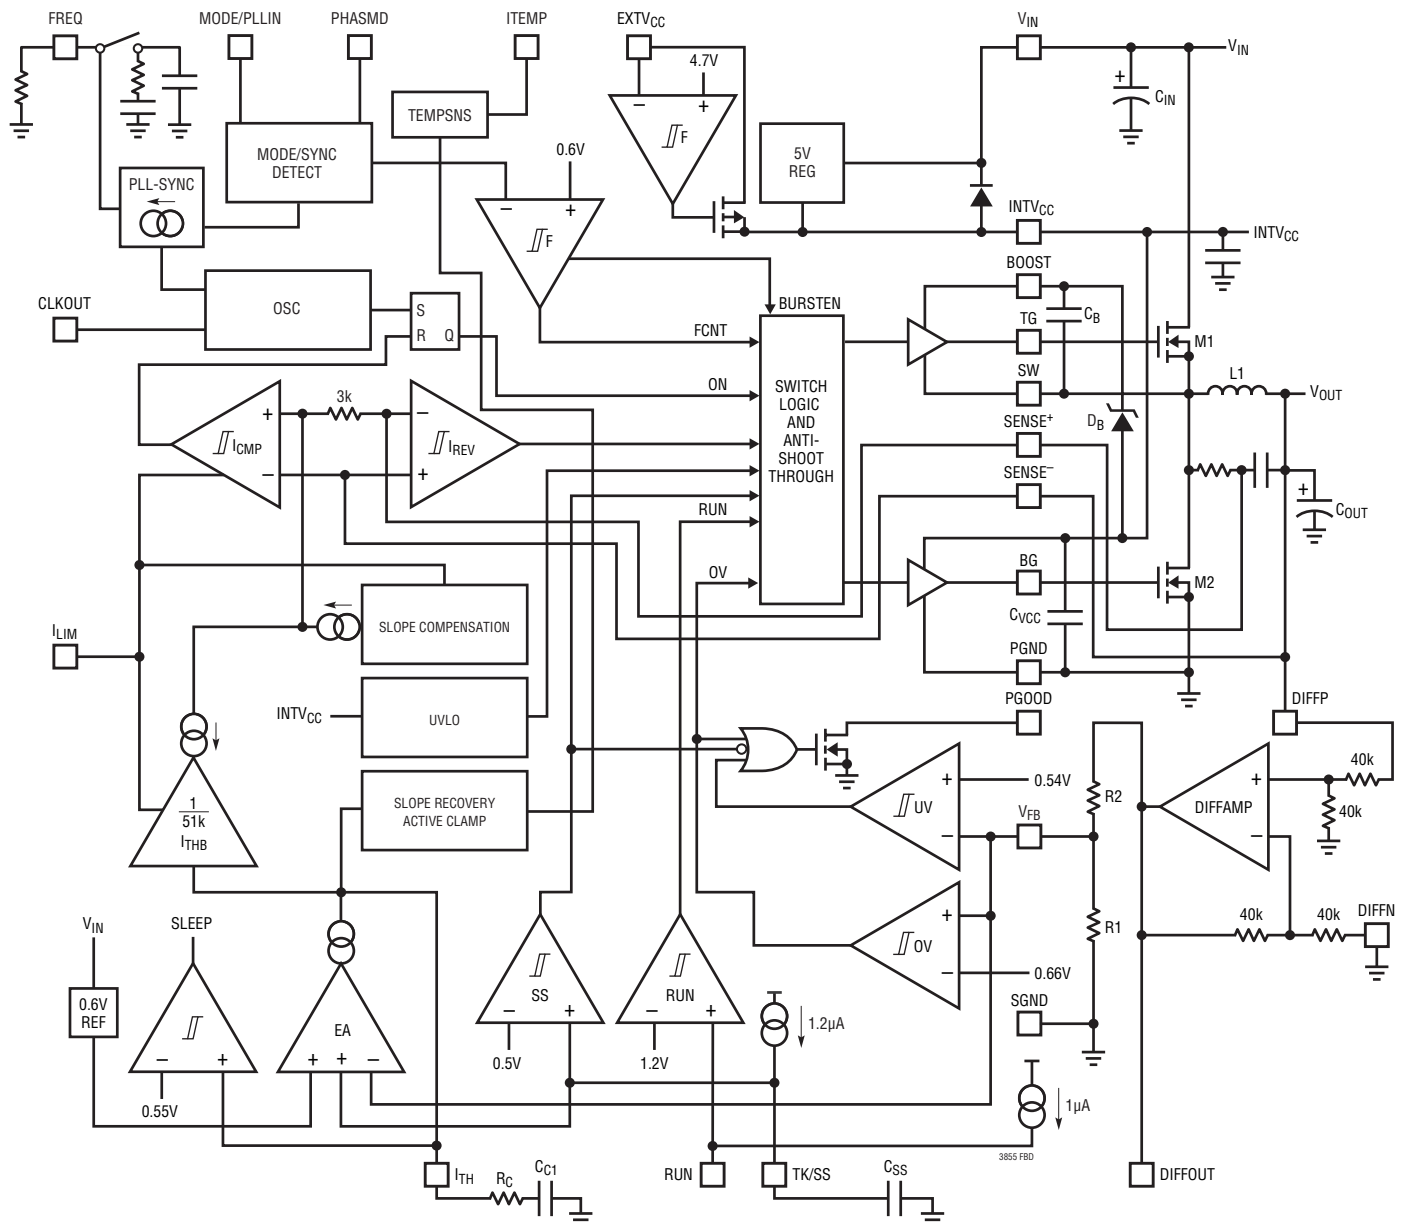 FREQ
MODE/PLLIN
PHASMD
ITEMP
EXTVCC
VIN
4.7V
VIN
+
CIN
TEMPSNS
−
+
F
MODE/SYNC
DETECT
0.6V
5V
REG
PLL-SYNC
−
+
F
INTVCC
INTVCC
BOOST
OSC
CLKOUT
S
R
Q
BURSTEN
CB
TG
M1
FCNT
SW
L1
VOUT
ON
SWITCH
LOGIC
AND
ANTI-
SHOOT
THROUGH
3k
+
−
ICMP
−
+
IREV
SENSE+
DB
SENSE−
+
COUT
RUN
OV
BG
M2
CVCC
PGND
SLOPE COMPENSATION
ILIM
INTVCC
UVLO
PGOOD
DIFFP
SLOPE RECOVERY
ACTIVE CLAMP
1
51k
ITHB
+
−
UV
0.54V
VFB
R2
+
−
DIFFAMP
40k
40k
+
−
OV
0.66V
R1
40k
40k
DIFFN
VIN
SLEEP
0.6V
REF
−
+
0.55V
EA
+
+
−
SS
−
+
0.5V
RUN
−
+
1.2V
1.2µA
SGND
1µA
3855 FBD
ITH
RC
CC1
RUN
TK/SS
CSS
DIFFOUT